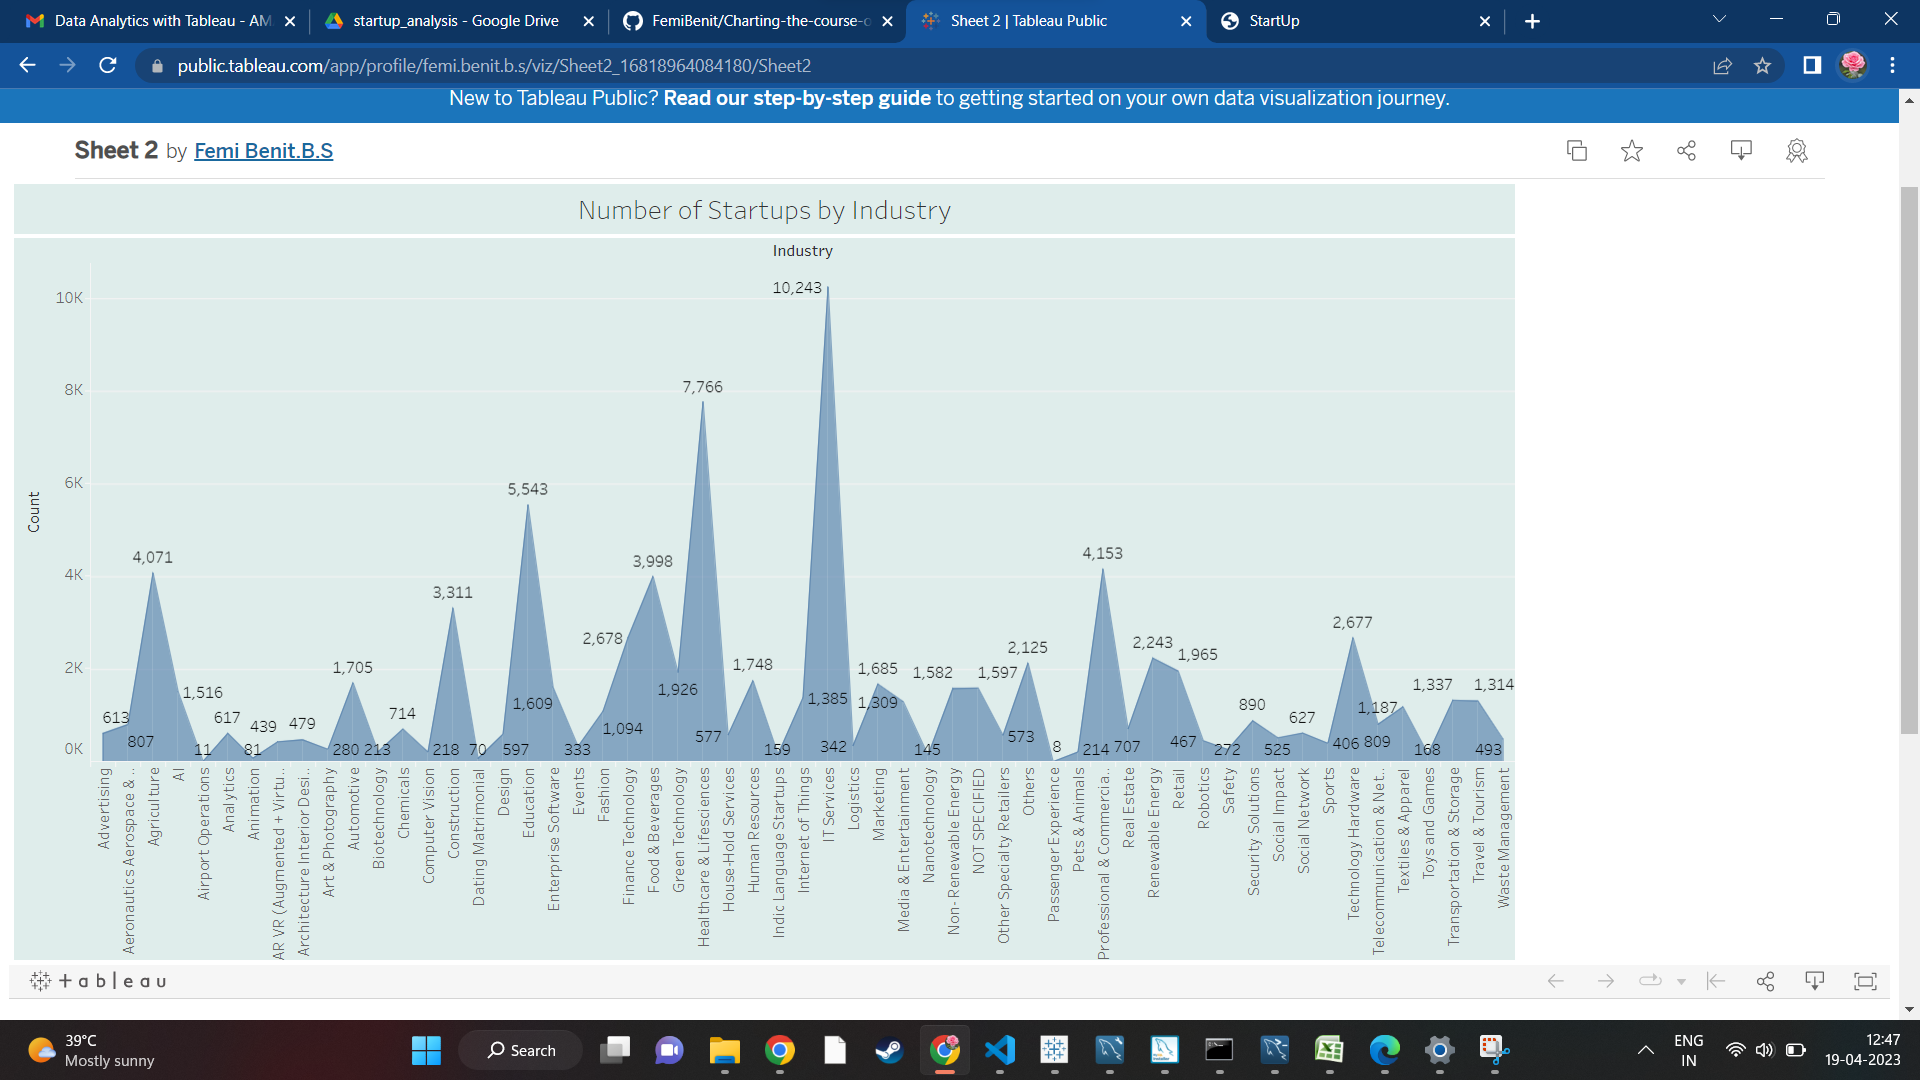 Data Analytics with Tableau - AM
startup_analysis - Google Drive
FemiBenit/Charting-the-course-o
Sheet 2 | Tableau Public
StartUp
public.tableau.com/app/profile/femi.benit.b.s/viz/Sheet2_16818964084180/Sheet2
New to Tableau Public? Read our step-by-step guide to getting started on your own data visualization journey.
Sheet 2 by Femi Benit.B.S
Number of Startups by Industry
Industry
Count
10K
8K
6K
4K
2K
0K
613
807
4,071
1,516
11
617
81
439
479
280
1,705
213
714
218
3,311
70
597
5,543
1,609
333
1,094
2,678
3,998
1,926
7,766
577
1,748
159
1,385
10,243
342
1,685
1,309
145
1,582
1,597
573
2,125
8
214
4,153
707
2,243
1,965
467
272
890
525
627
406
2,677
809
1,187
168
1,337
1,314
493
Advertising
Aeronautics Aerospace & ..
Agriculture
AI
Airport Operations
Analytics
Animation
AR VR (Augmented + Virtu..
Architecture Interior Desi..
Art & Photography
Automotive
Biotechnology
Chemicals
Computer Vision
Construction
Dating Matrimonial
Design
Education
Enterprise Software
Events
Fashion
Finance Technology
Food & Beverages
Green Technology
Healthcare & Lifesciences
House-Hold Services
Human Resources
Indic Language Startups
Internet of Things
IT Services
Logistics
Marketing
Media & Entertainment
Nanotechnology
Non- Renewable Energy
NOT SPECIFIED
Other Specialty Retailers
Others
Passenger Experience
Pets & Animals
Professional & Commercia..
Real Estate
Renewable Energy
Retail
Robotics
Safety
Security Solutions
Social Impact
Social Network
Sports
Technology Hardware
Telecommunication & Net..
Textiles & Apparel
Toys and Games
Transportation & Storage
Travel & Tourism
Waste Management
+ a b l e a u
39°C
Mostly sunny
Search
ENG
IN
12:47
19-04-2023